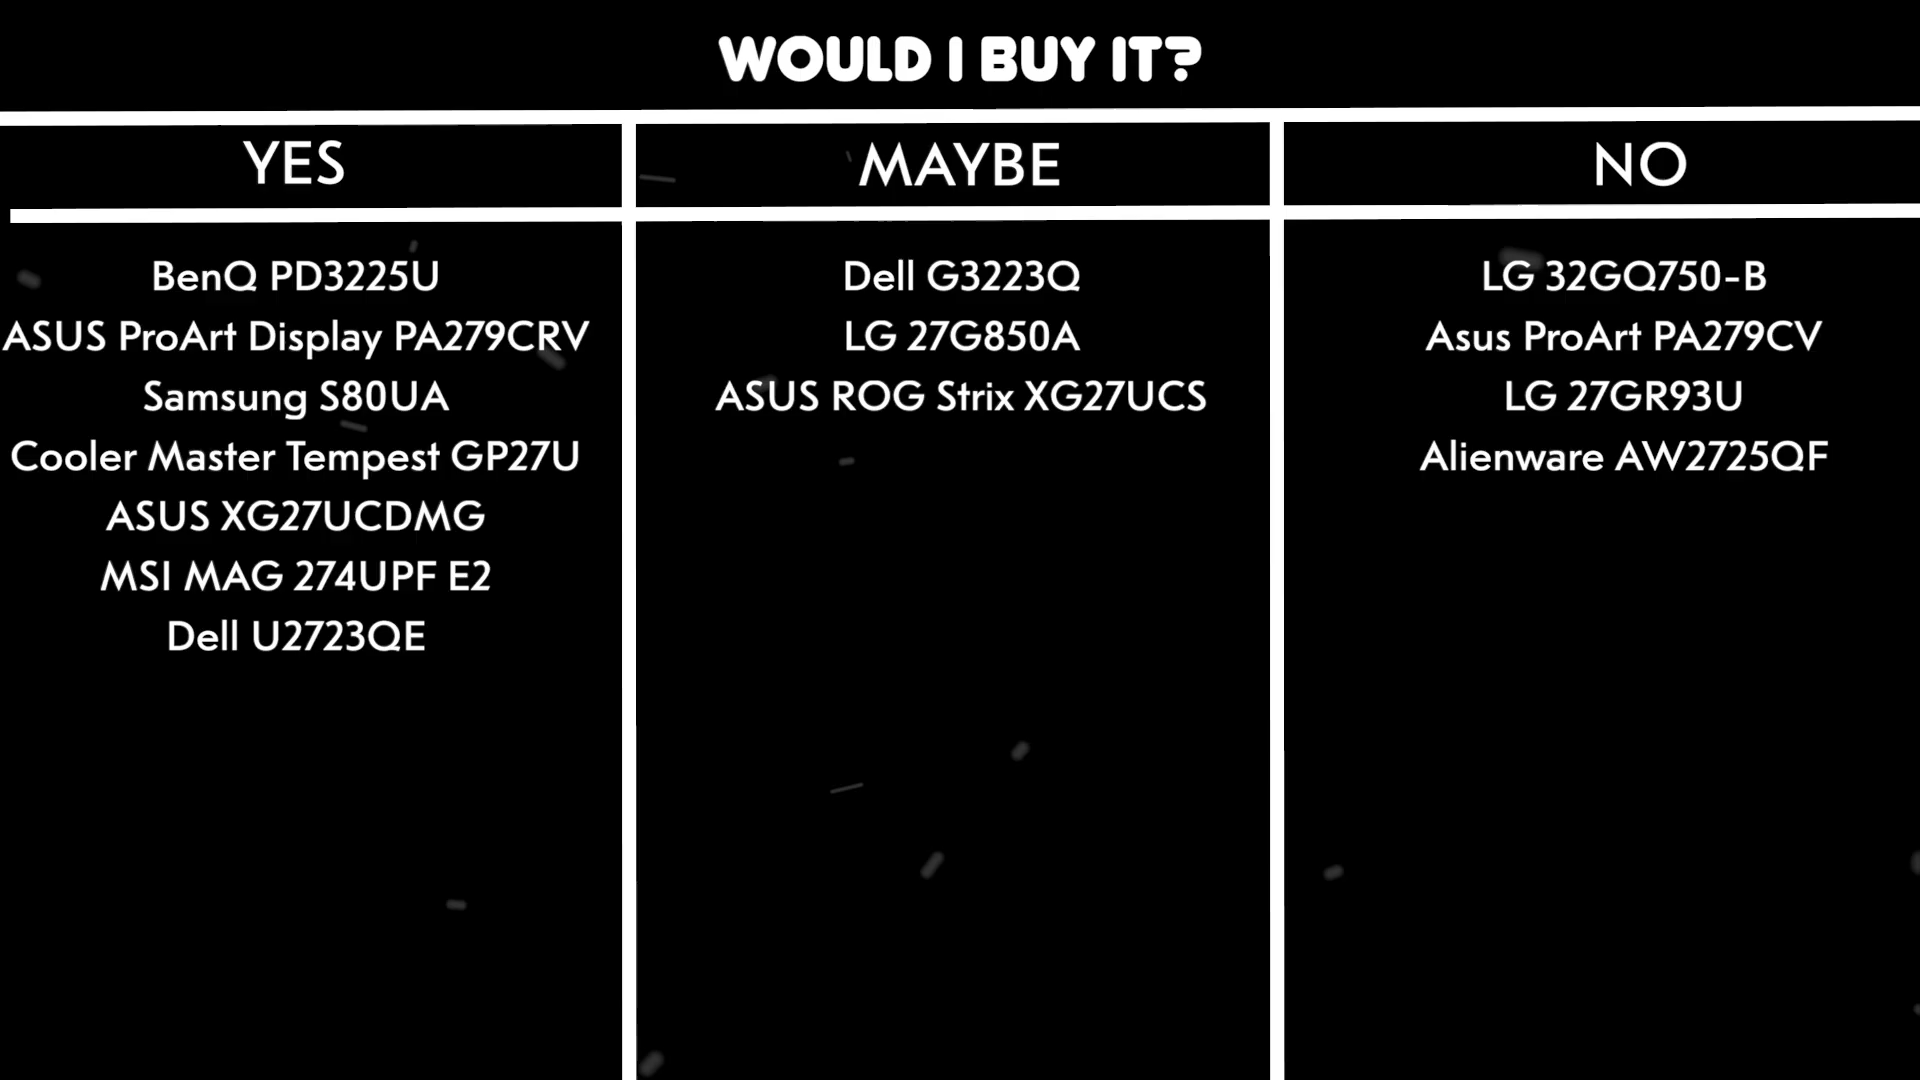 WOULD I BUY IT?
YES
MAYBE
NO
BenQ PD3225U
ASUS ProArt Display PA279CRV
Samsung S80UA
Cooler Master Tempest GP27U
ASUS XG27UCDMG
MSI MAG 274UPF E2
Dell U2723QE
Dell G3223Q
LG 27G850A
ASUS ROG Strix XG27UCS
LG 32GQ750-B
Asus ProArt PA279CV
LG 27GR93U
Alienware AW2725QF